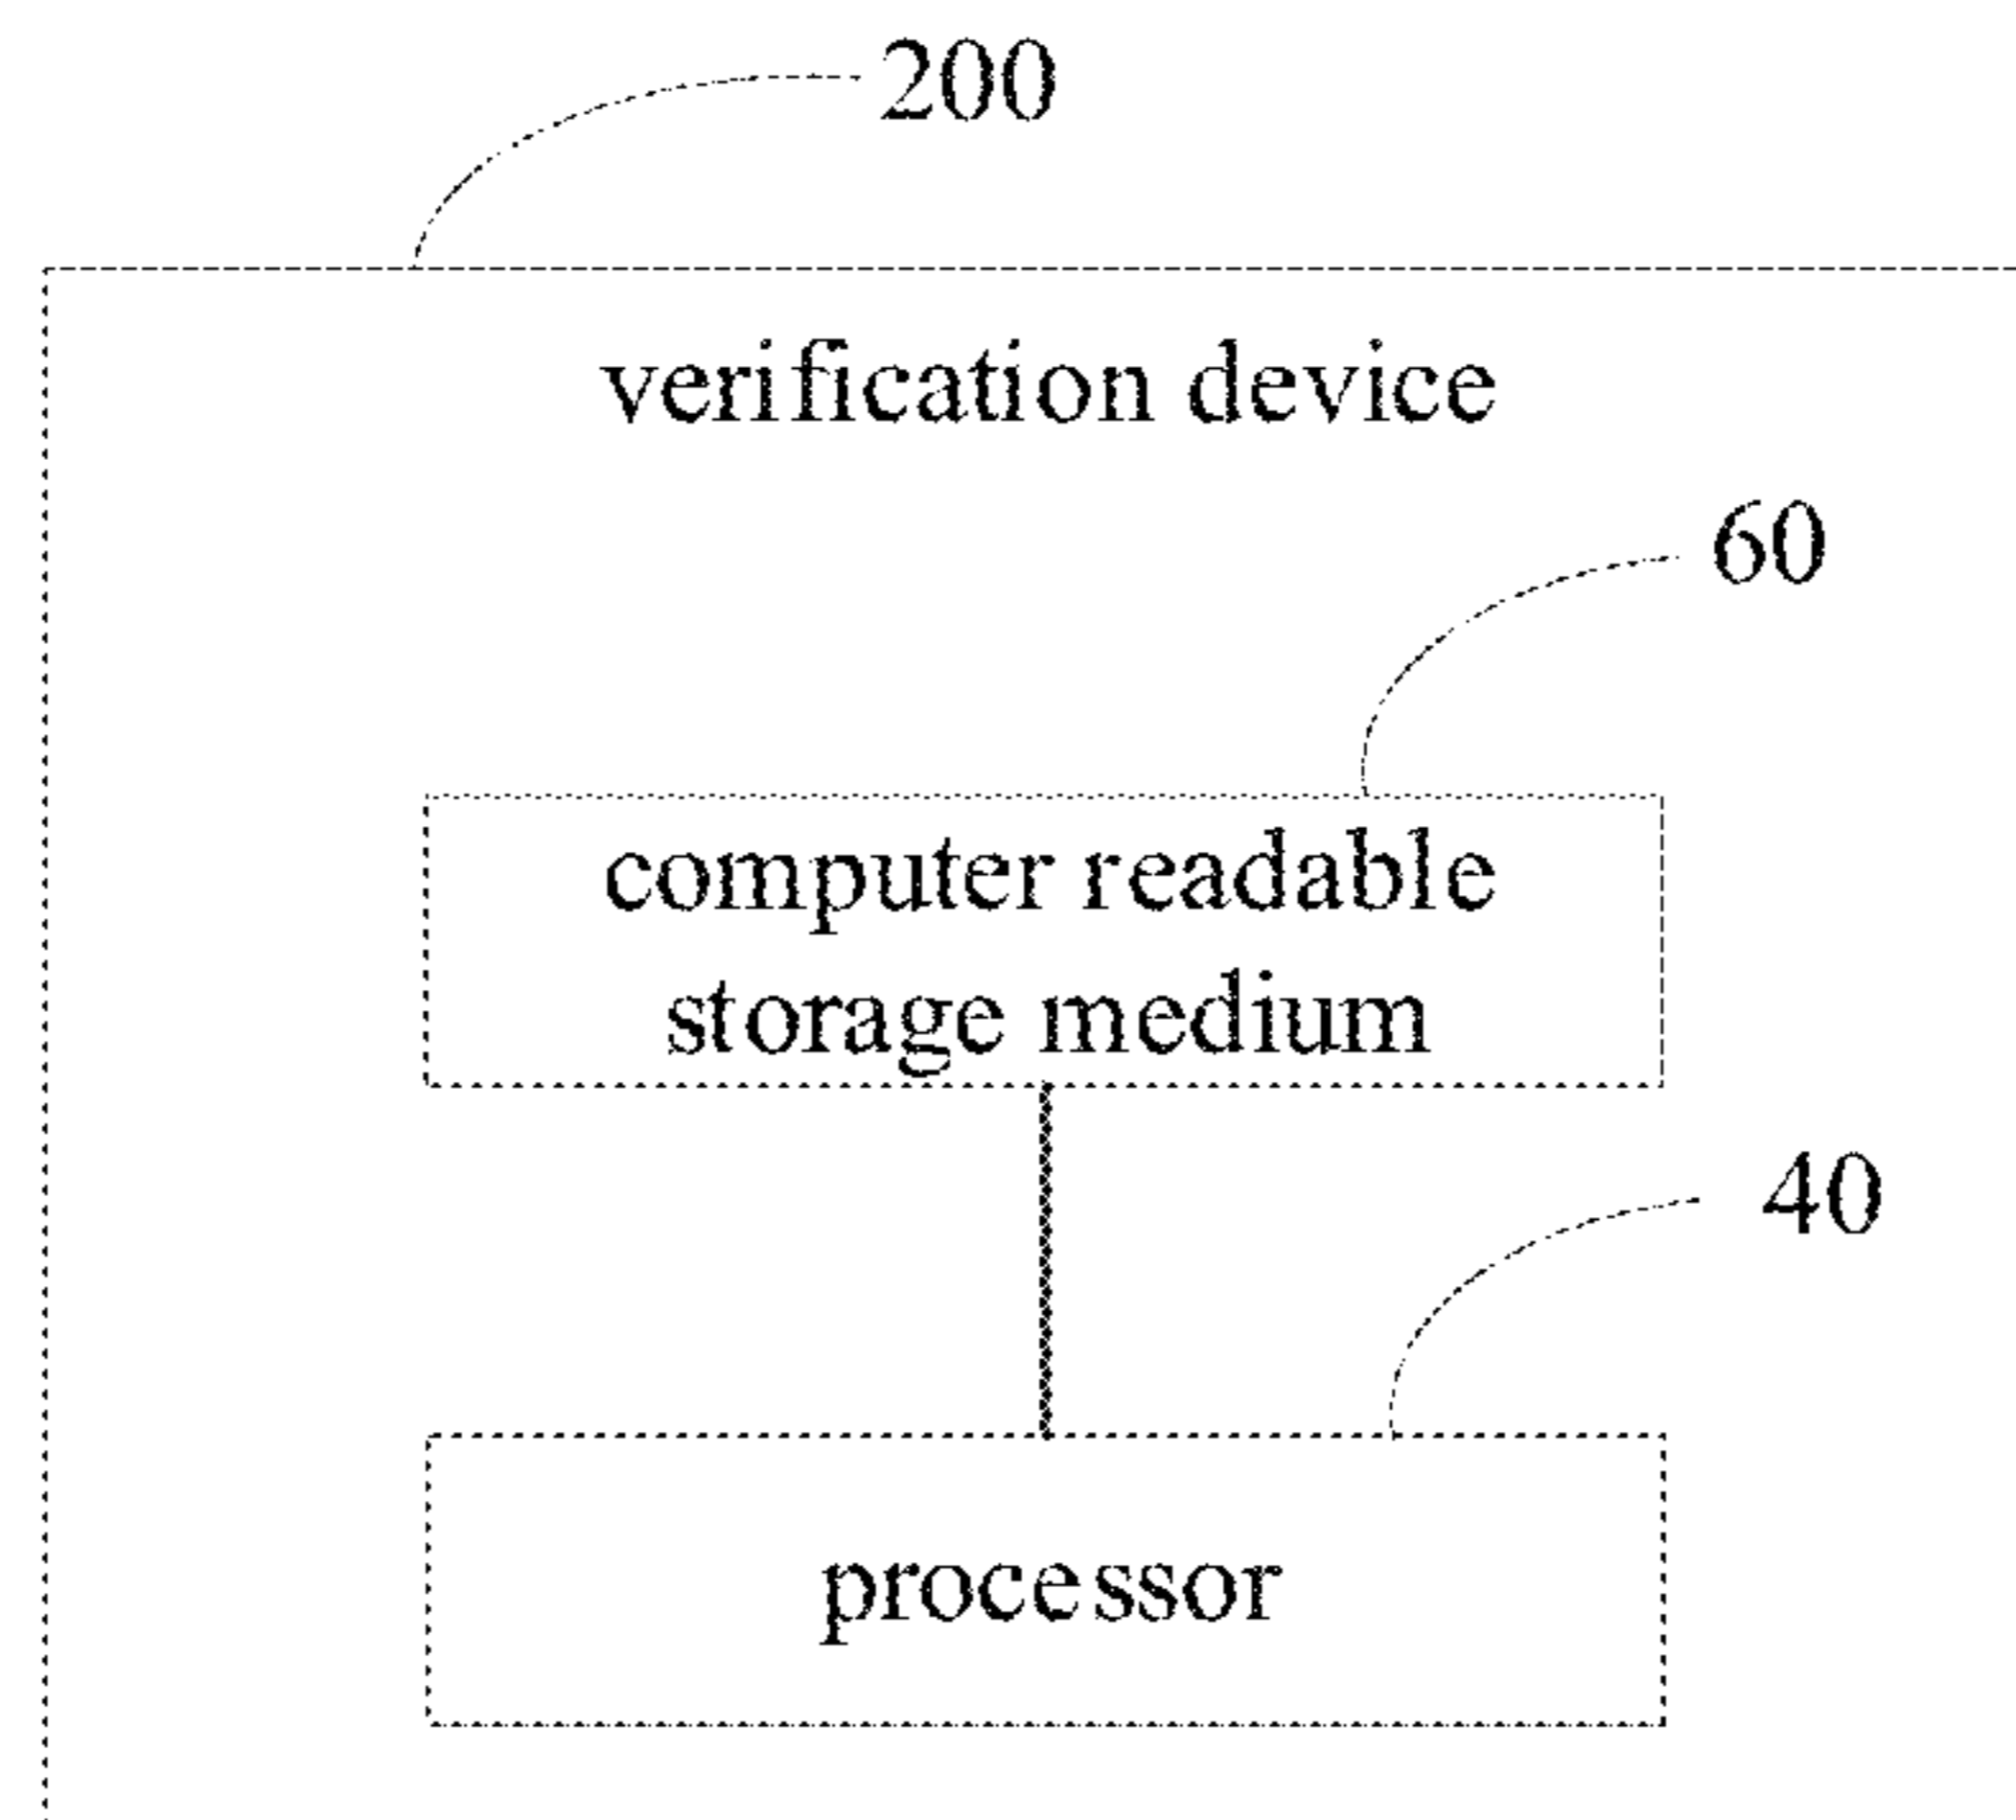 200
verification device
60
computer readable
storage medium
40
processor